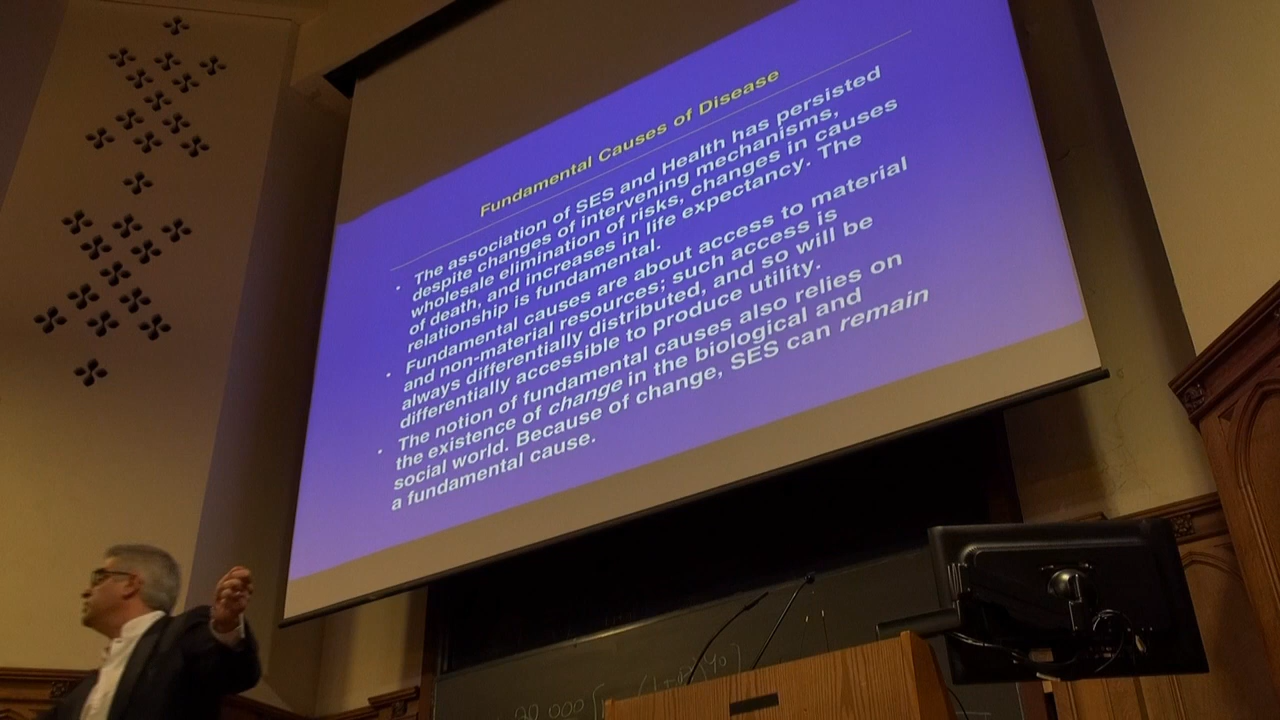 Fundamental Causes of Disease
• The association of SES and Health has persisted
despite changes of intervening mechanisms,
wholesale elimination of risks, changes in causes
of death, and increases in life expectancy. The
relationship is fundamental.
• Fundamental causes are about access to material
and non-material resources; such access is
always differentially distributed, and so will be
differentially accessible to produce utility.
• The notion of fundamental causes also relies on
the existence of change in the biological and
social world. Because of change, SES can remain
a fundamental cause.